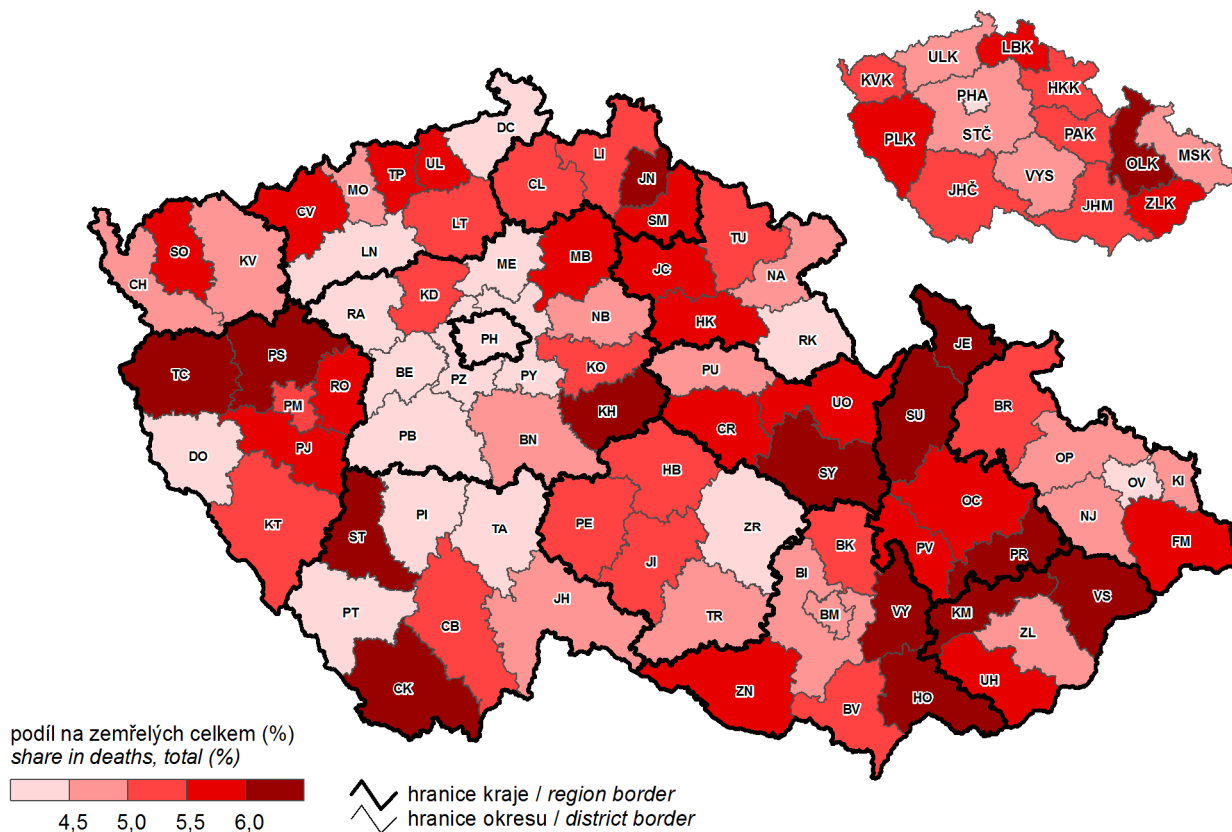 ULK
LBK
KVK
HKK
PHA
STČ
PLK
PAK
OLK
MSK
VYS
JHČ
JHM
ZLK
DC
LI
UL
TP
MO
CL
JN
CV
LT
SM
SO
LN
TU
KV
ME
MB
JC
NA
CH
KD
RA
NB
HK
PH
RK
PS
TC
BE
PZ
PY
KO
PU
JE
RO
PM
UO
BR
KH
SU
CR
PB
BN
PJ
DO
OP
HB
SY
OV
KI
OC
KT
PI
TA
ZR
NJ
ST
PE
BK
PV
FM
PR
JI
BI
VS
JH
BM
VY
KM
PT
TR
CB
ZL
UH
CK
ZN
HO
BV
podíl na zemřelých celkem (%)
share in deaths, total (%)
4,5 5,0 5,5 6,0
hranice kraje / region border
hranice okresu / district border